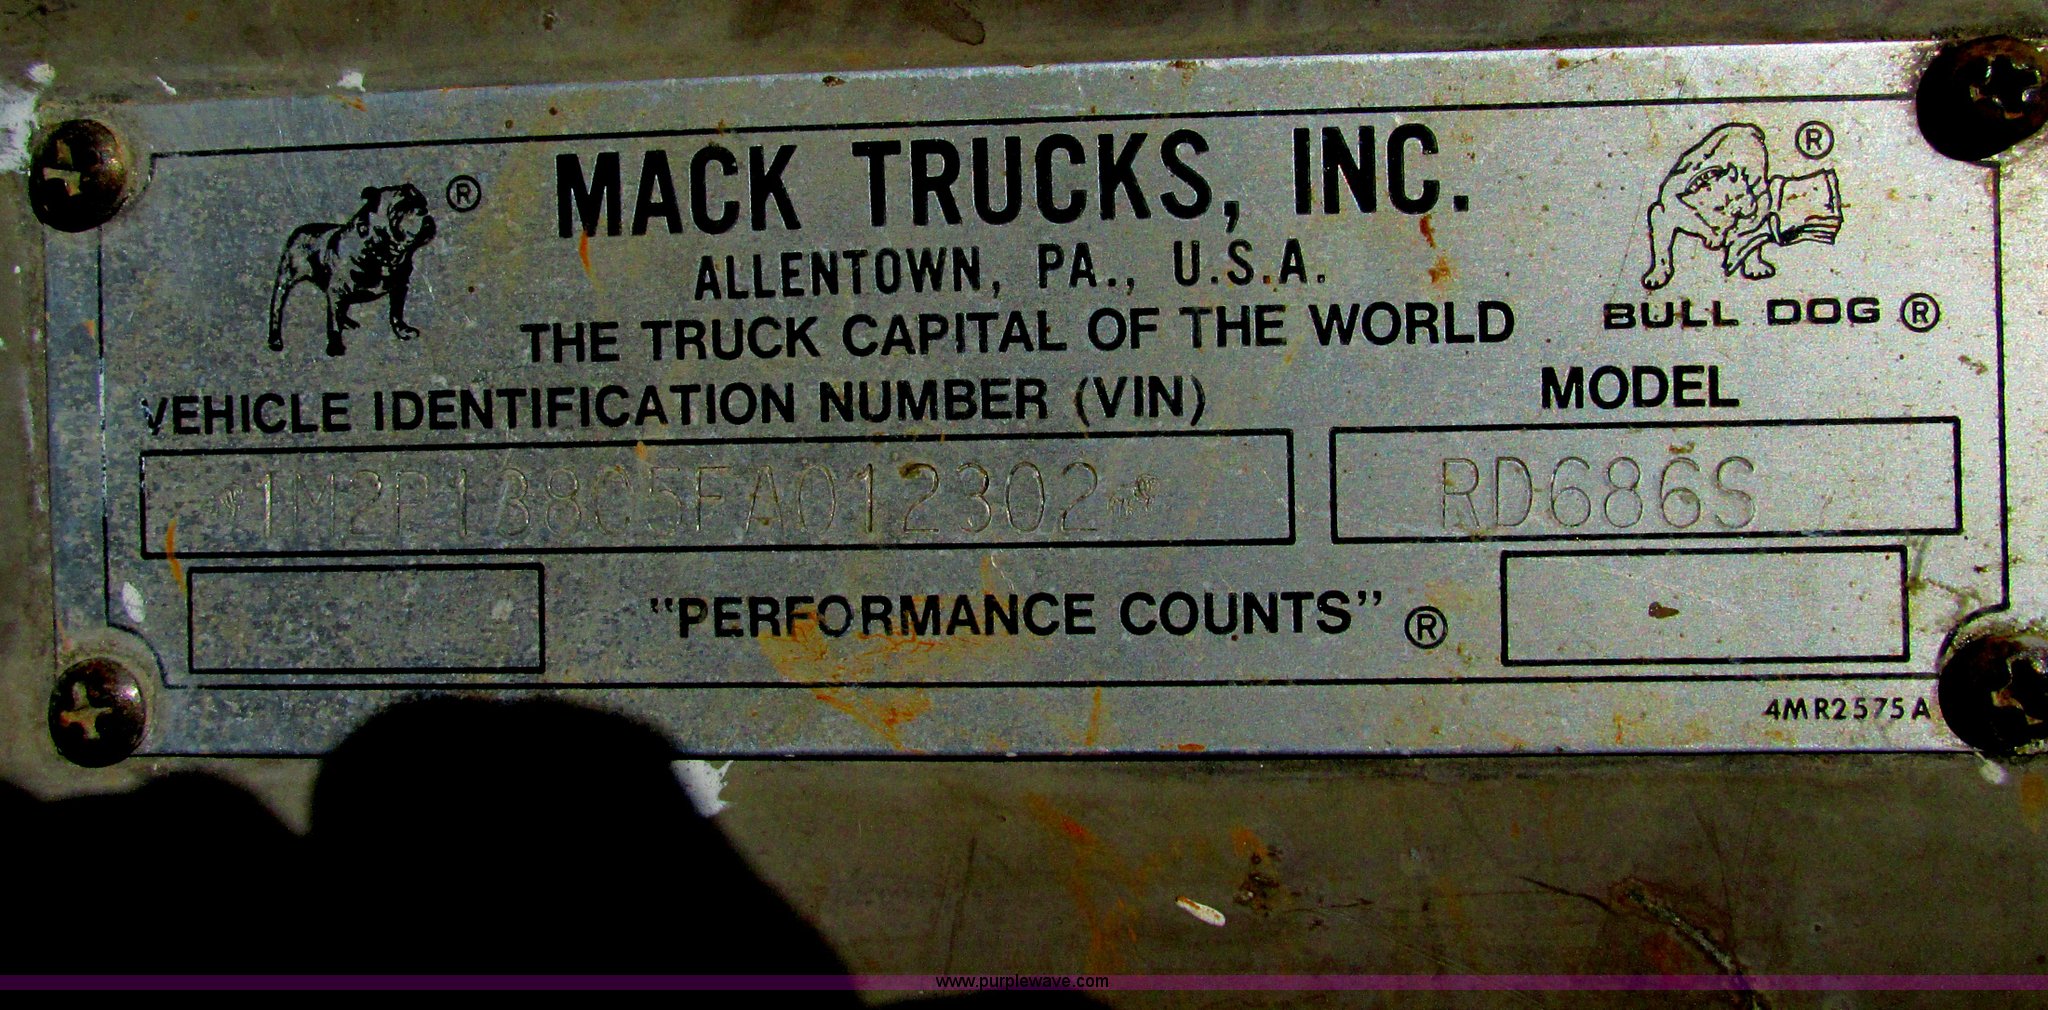 MACK TRUCKS, INC.
ALLENTOWN, PA., U.S.A.
THE TRUCK CAPITAL OF THE WORLD
BULL DOG ®
VEHICLE IDENTIFICATION NUMBER (VIN)
MODEL
1M2P138C5FA012302
RD686S
"PERFORMANCE COUNTS" ®
4MR2575A
www.purplewave.com